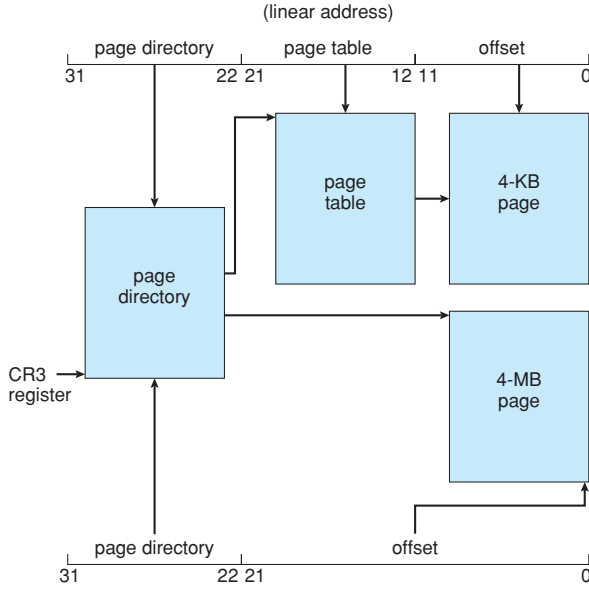 (linear address)
page directory page table offset
31 22 21 12 11 0
page
table
4-KB
page
page
directory
4-MB
page
CR3
register
page directory offset
31 22 21 0